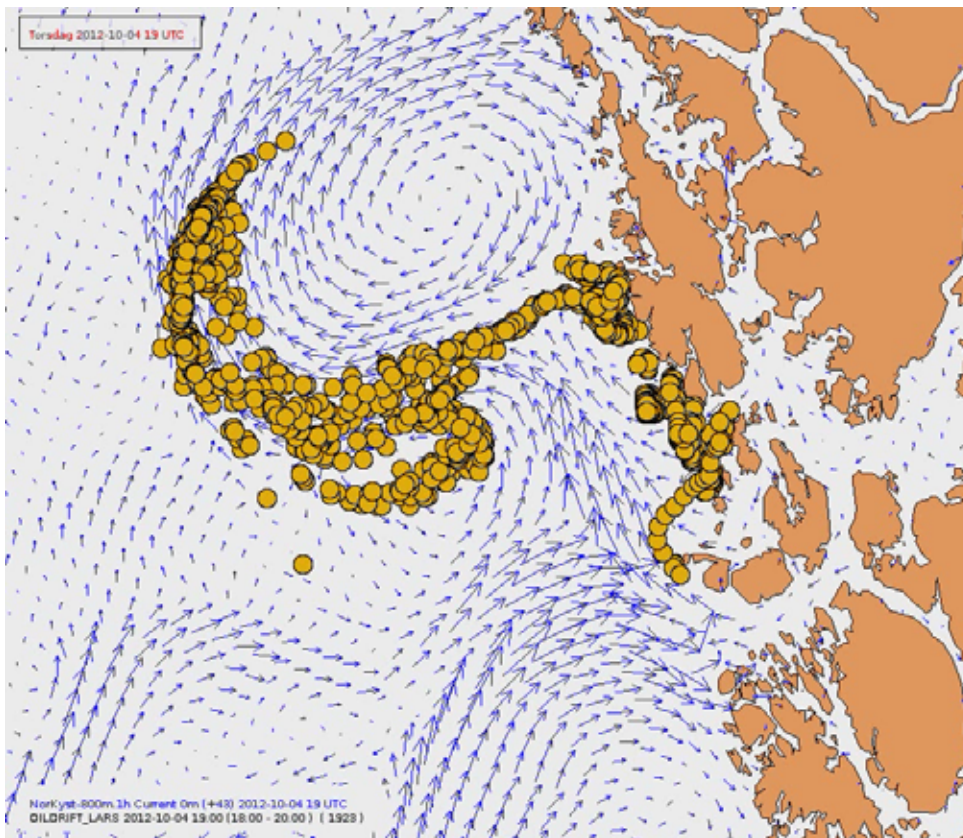 Torsdag 2012-10-04 19 UTC
NorKyst-800m.1h Current 0m (+43) 2012-10-04 19 UTC
OILDRIFT_LARS 2012-10-04 19:00 (18:00 - 20:00) ( 1923)